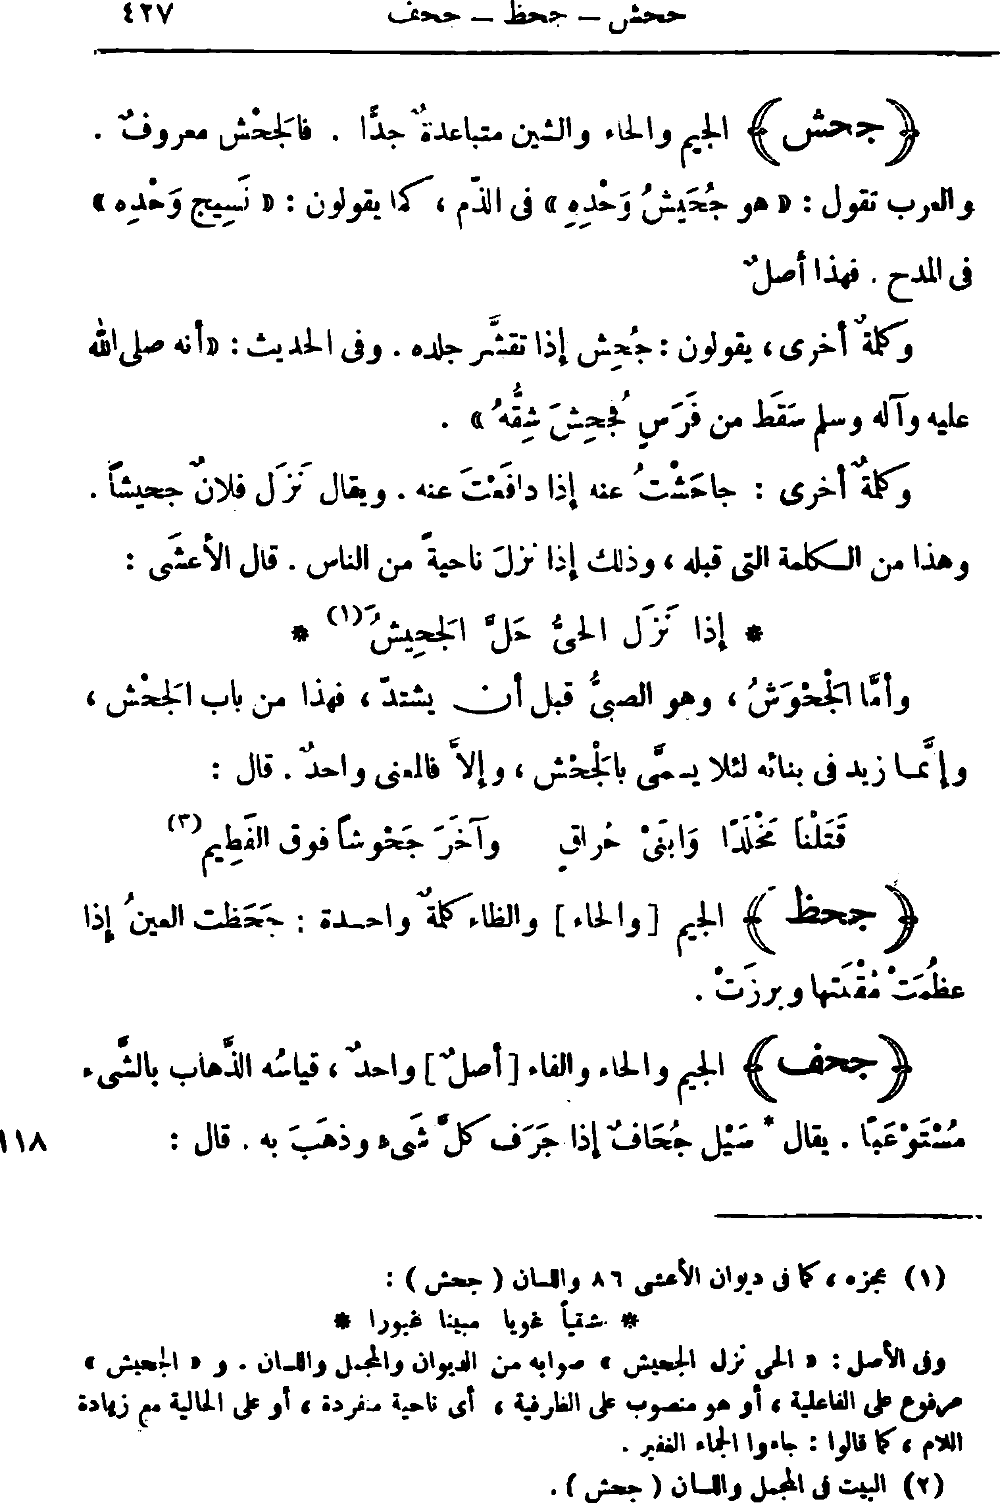 جحش — جحظ — جحف ٤٢٧
﴿ جحش ﴾ الجيم والحاء والشين متباعدةٌ جدًّا . فالجَحْش معروفٌ .
والعرب تقول : « هو جُحَيْشُ وَحْدِهِ » فى الذّم ، كما يقولون : « نَسِيج وَحْدِه »
فى المدح . فهذا أصلٌ
وكلمةٌ أخرى ، يقولون : جُحِش إذا تقشَّر جلده . وفى الحديث : « أنه صلى الله
عليه وآله وسلم سَقَط من فَرَسٍ فجُحِشَ شِقُّهُ » .
وكلمةٌ أخرى : جاحَشْتُ عنه إذا دافَعْتَ عنه . ويقال نَزَل فلانٌ جحيشاً .
وهذا من الكلمة التى قبله ، وذلك إذا نزلَ ناحيةً من الناس . قال الأعشَى :
* إذا نَزَل الحىُّ حَلَّ الجَحِيشُ (١) *
وأمَّا الجَحْوَشُ ، وهو الصبىُّ قبل أن يشتدّ ، فهذا من باب الجَحْش ،
وإنَّما زيد فى بنائه لئلا يسمَّى بالجَحْش ، وإلاَّ فالمعنى واحدٌ . قال :
قَتَلْنَا مَخْلَدًا وَابنَىْ حُراقٍ وآخَرَ جَحْوشاً فوق الفَطِيم (٢)
﴿ جحظ ﴾ الجيم [ والحاء ] والظاء كلمةٌ واحدة : جَحَظت العينُ إذا
عظُمَتْ مُقْلَتها وبرزَتْ .
﴿ جحف ﴾ الجيم والحاء والفاء [ أصلٌ ] واحدٌ ، قياسُه الذَّهاب بالشَّىء
مُسْتَوْعَبًا . يقال * سَيْل جُحَافٌ إذا جَرَف كلَّ شىء وذهَبَ به . قال : ١١٨
(١) عجزه ، كما فى ديوان الأعشى ٨٦ واللسان ( جحش ) :
* شقياً غويا مبينا غيورا *
وفى الأصل : « الحى نزل الجحيش » صوابه من الديوان والمجمل واللسان . و « الجحيش »
مرفوع على الفاعلية ، أو هو منصوب على الظرفية ، أى ناحية منفردة ، أو على الحالية مع زيادة
اللام ، كما قالوا : جاءوا الجماء الغفير .
(٢) البيت فى المجمل واللسان ( جحش ) .